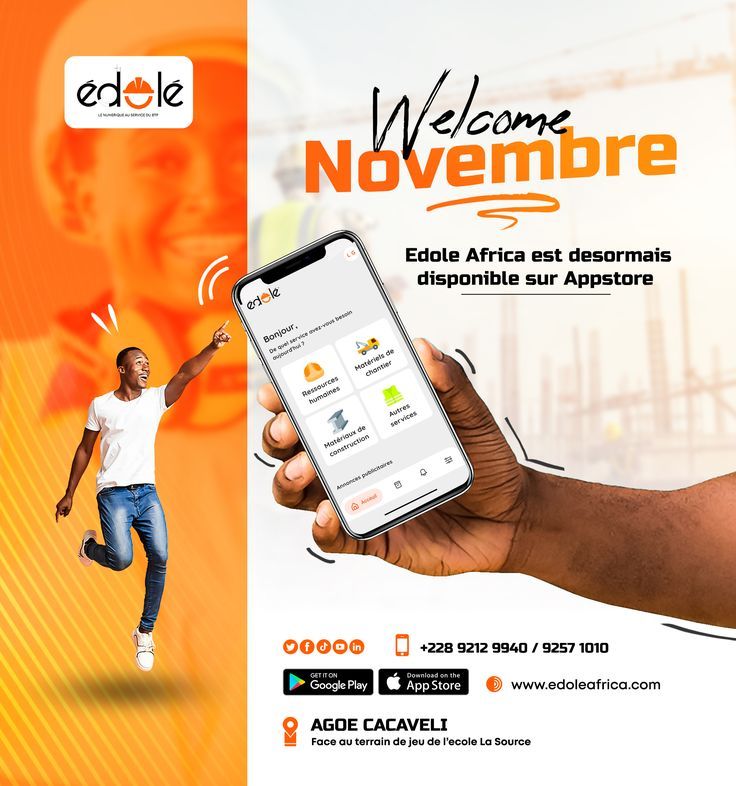 édolé
LE NUMERIQUE AU SERVICE DU BTP
Welcome
Novembre
Edole Africa est desormais
disponible sur Appstore
édolé
L G
Bonjour ,
De quel service avez-vous besoin
aujourd'hui ?
Ressources
humaines
Matériels de
chantier
Matériaux de
construction
Autres
services
Annonces publicitaires
Accueil
+228 9212 9940 / 9257 1010
GET IT ON
Google Play
Download on the
App Store
www.edoleafrica.com
AGOE CACAVELI
Face au terrain de jeu de l'ecole La Source